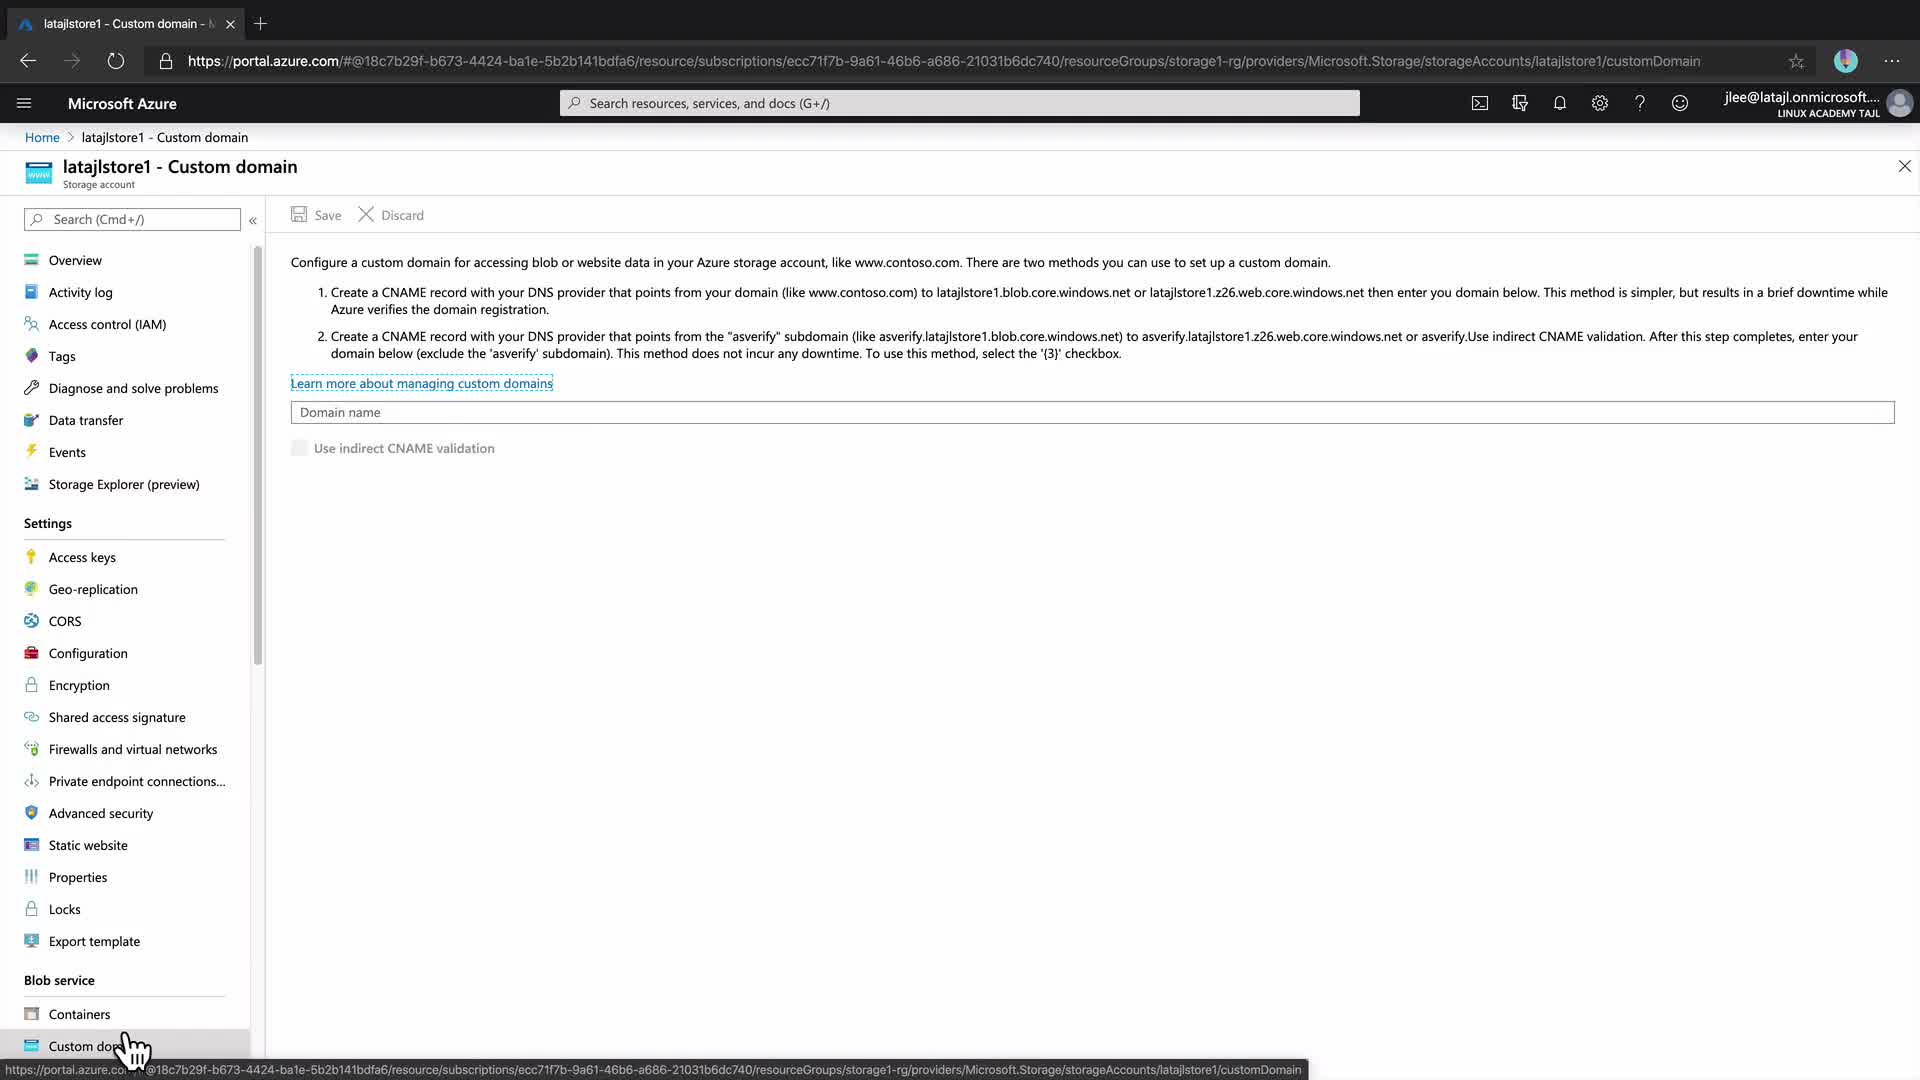 latajlstore1 - Custom domain -
https://portal.azure.com/#@18c7b29f-b673-4424-ba1e-5b2b141bdfa6/resource/subscriptions/ecc71f7b-9a61-46b6-a686-21031b6dc740/resourceGroups/storage1-rg/providers/Microsoft.Storage/storageAccounts/latajlstore1/customDomain
Microsoft Azure
Search resources, services, and docs (G+/)
jlee@latajl.onmicrosoft....
LINUX ACADEMY TAJL
Home > latajlstore1 - Custom domain
latajlstore1 - Custom domain
Storage account
Search (Cmd+/)
«
Save
Discard
Overview
Activity log
Access control (IAM)
Tags
Diagnose and solve problems
Data transfer
Events
Storage Explorer (preview)
Settings
Access keys
Geo-replication
CORS
Configuration
Encryption
Shared access signature
Firewalls and virtual networks
Private endpoint connections...
Advanced security
Static website
Properties
Locks
Export template
Blob service
Containers
Custom
Configure a custom domain for accessing blob or website data in your Azure storage account, like www.contoso.com. There are two methods you can use to set up a custom domain.
1. Create a CNAME record with your DNS provider that points from your domain (like www.contoso.com) to latajlstore1.blob.core.windows.net or latajlstore1.z26.web.core.windows.net then enter you domain below. This method is simpler, but results in a brief downtime while
Azure verifies the domain registration.
2. Create a CNAME record with your DNS provider that points from the "asverify" subdomain (like asverify.latajlstore1.blob.core.windows.net) to asverify.latajlstore1.z26.web.core.windows.net or asverify.Use indirect CNAME validation. After this step completes, enter your
domain below (exclude the 'asverify' subdomain). This method does not incur any downtime. To use this method, select the '{3}' checkbox.
Learn more about managing custom domains
Domain name
Use indirect CNAME validation
https://portal.azure.co @18c7b29f-b673-4424-ba1e-5b2b141bdfa6/resource/subscriptions/ecc71f7b-9a61-46b6-a686-21031b6dc740/resourceGroups/storage1-rg/providers/Microsoft.Storage/storageAccounts/latajlstore1/customDomain